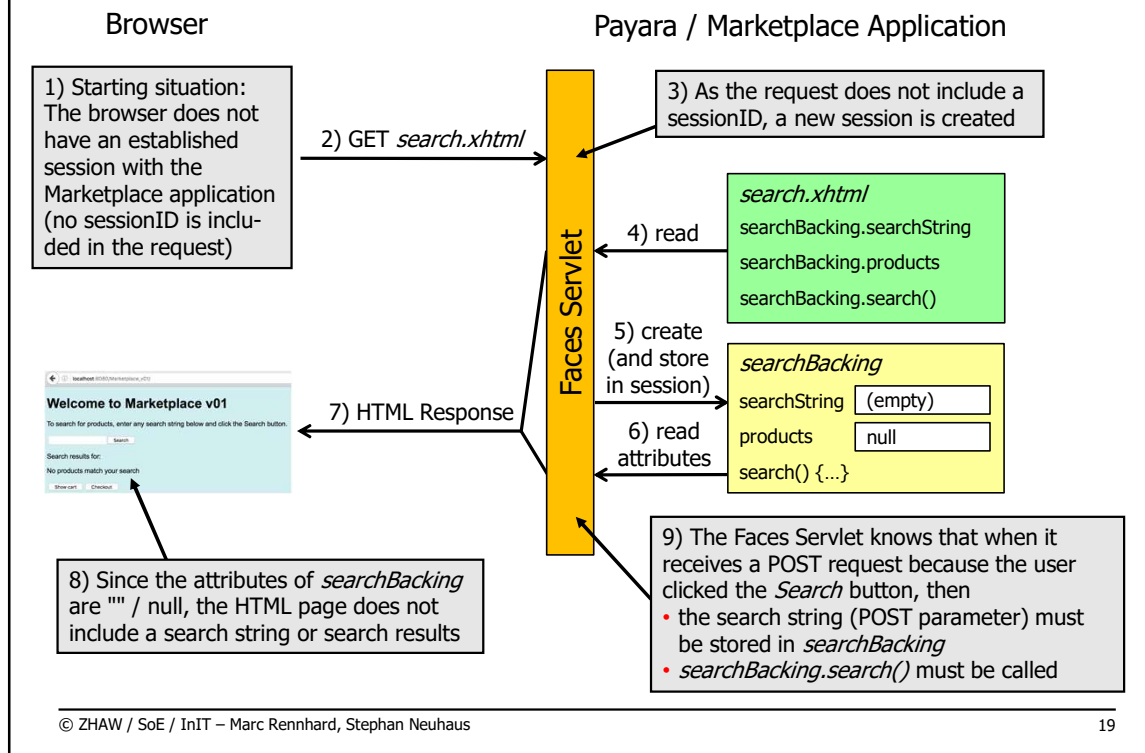 Browser
Payara / Marketplace Application
1) Starting situation:
The browser does not
have an established
session with the
Marketplace application
(no sessionID is inclu-
ded in the request)
2) GET search.xhtml
Faces Servlet
3) As the request does not include a
sessionID, a new session is created
4) read
search.xhtml
searchBacking.searchString
searchBacking.products
searchBacking.search()
5) create
(and store
in session)
searchBacking
searchString (empty)
products null
search() {…}
6) read
attributes
7) HTML Response
localhost:8080/Marketplace_v01/
Welcome to Marketplace v01
To search for products, enter any search string below and click the Search button.
Search
Search results for:
No products match your search
Show cart Checkout
8) Since the attributes of searchBacking
are "" / null, the HTML page does not
include a search string or search results
9) The Faces Servlet knows that when it
receives a POST request because the user
clicked the Search button, then
• the search string (POST parameter) must
be stored in searchBacking
• searchBacking.search() must be called
© ZHAW / SoE / InIT – Marc Rennhard, Stephan Neuhaus
19